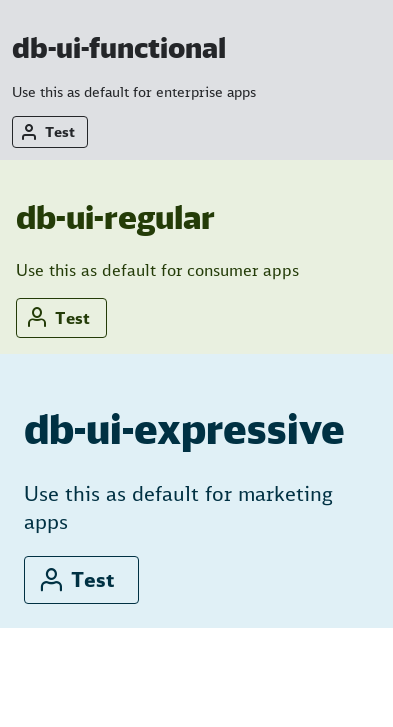 db-ui-functional
Use this as default for enterprise apps
Test
db-ui-regular
Use this as default for consumer apps
Test
db-ui-expressive
Use this as default for marketing
apps
Test